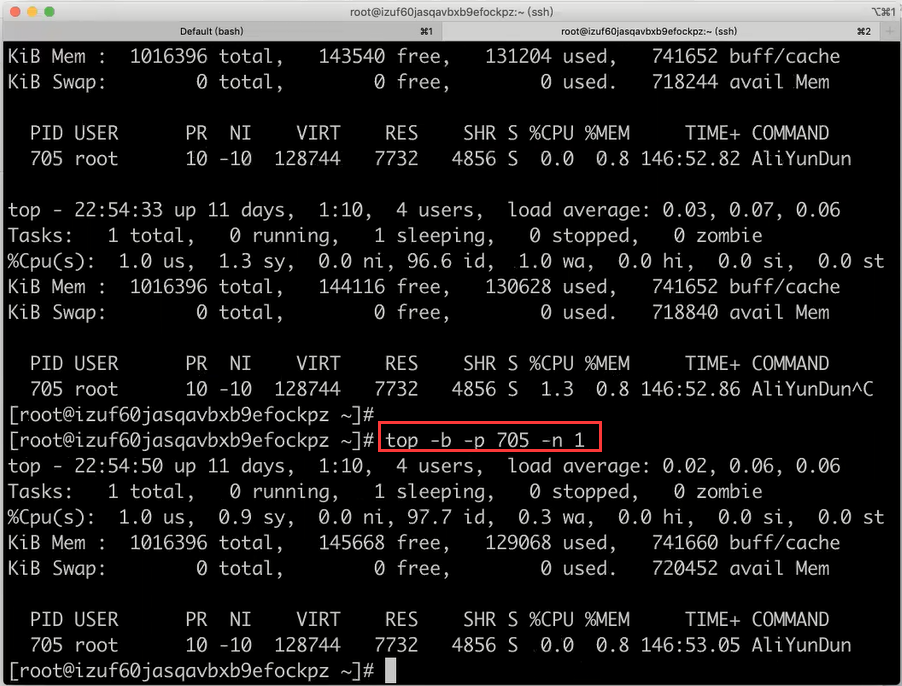 root@izuf60jasqavbxb9efockpz:~ (ssh) ⌥⌘1
Default (bash) ⌘1 root@izuf60jasqavbxb9efockpz:~ (ssh) ⌘2 +
KiB Mem :  1016396 total,   143540 free,   131204 used,   741652 buff/cache
KiB Swap:        0 total,        0 free,        0 used.   718244 avail Mem
PID USER      PR  NI    VIRT    RES    SHR S %CPU %MEM     TIME+ COMMAND
705 root      10 -10  128744   7732   4856 S  0.0  0.8 146:52.82 AliYunDun
top - 22:54:33 up 11 days,  1:10,  4 users,  load average: 0.03, 0.07, 0.06
Tasks:   1 total,   0 running,   1 sleeping,   0 stopped,   0 zombie
%Cpu(s):  1.0 us,  1.3 sy,  0.0 ni, 96.6 id,  1.0 wa,  0.0 hi,  0.0 si,  0.0 st
KiB Mem :  1016396 total,   144116 free,   130628 used,   741652 buff/cache
KiB Swap:        0 total,        0 free,        0 used.   718840 avail Mem
PID USER      PR  NI    VIRT    RES    SHR S %CPU %MEM     TIME+ COMMAND
705 root      10 -10  128744   7732   4856 S  1.3  0.8 146:52.86 AliYunDun^C
[root@izuf60jasqavbxb9efockpz ~]#
[root@izuf60jasqavbxb9efockpz ~]# top -b -p 705 -n 1
top - 22:54:50 up 11 days,  1:10,  4 users,  load average: 0.02, 0.06, 0.06
Tasks:   1 total,   0 running,   1 sleeping,   0 stopped,   0 zombie
%Cpu(s):  1.0 us,  0.9 sy,  0.0 ni, 97.7 id,  0.3 wa,  0.0 hi,  0.0 si,  0.0 st
KiB Mem :  1016396 total,   145668 free,   129068 used,   741660 buff/cache
KiB Swap:        0 total,        0 free,        0 used.   720452 avail Mem
PID USER      PR  NI    VIRT    RES    SHR S %CPU %MEM     TIME+ COMMAND
705 root      10 -10  128744   7732   4856 S  0.0  0.8 146:53.05 AliYunDun
[root@izuf60jasqavbxb9efockpz ~]#